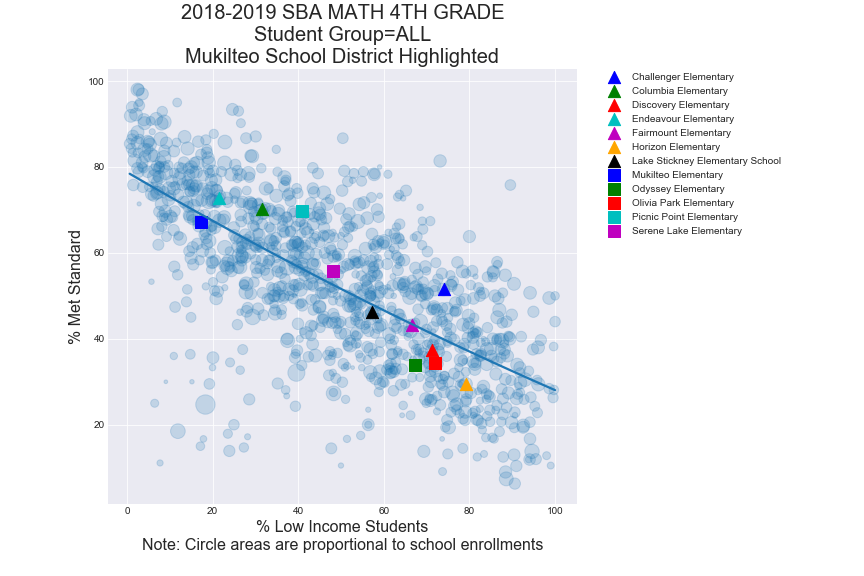 2018-2019 SBA MATH 4TH GRADE
Student Group=ALL
Mukilteo School District Highlighted
100
80
60
40
20
% Met Standard
0
20
40
60
80
100
% Low Income Students
Note: Circle areas are proportional to school enrollments
Challenger Elementary
Columbia Elementary
Discovery Elementary
Endeavour Elementary
Fairmount Elementary
Horizon Elementary
Lake Stickney Elementary School
Mukilteo Elementary
Odyssey Elementary
Olivia Park Elementary
Picnic Point Elementary
Serene Lake Elementary